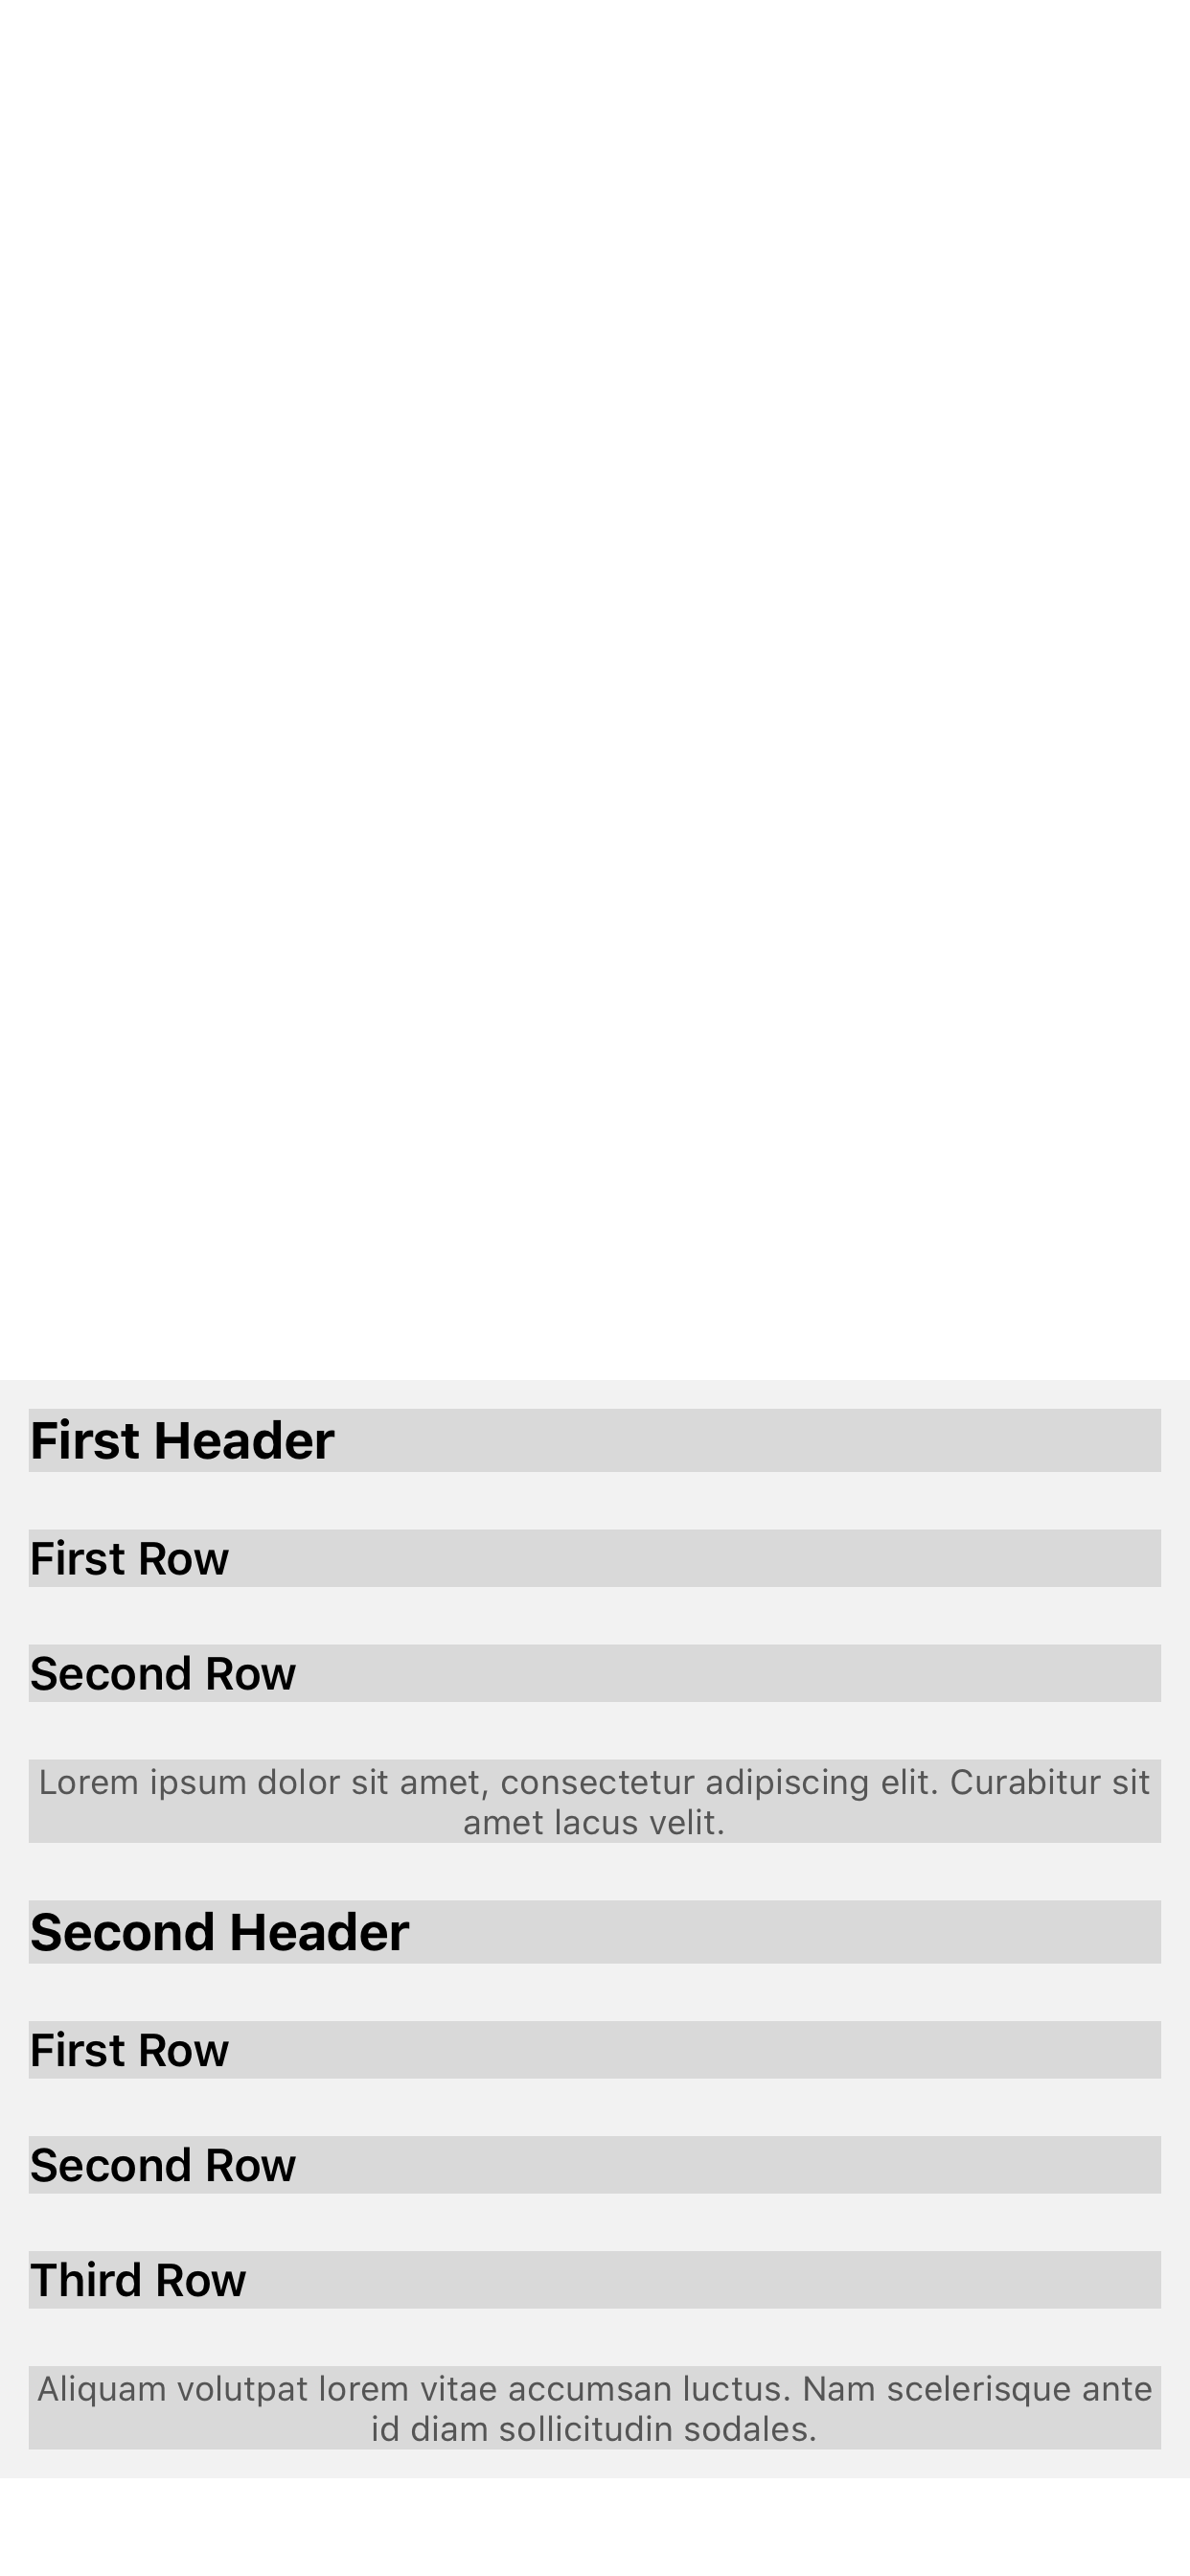 First Header
First Row
Second Row
Lorem ipsum dolor sit amet, consectetur adipiscing elit. Curabitur sit
amet lacus velit.
Second Header
First Row
Second Row
Third Row
Aliquam volutpat lorem vitae accumsan luctus. Nam scelerisque ante
id diam sollicitudin sodales.